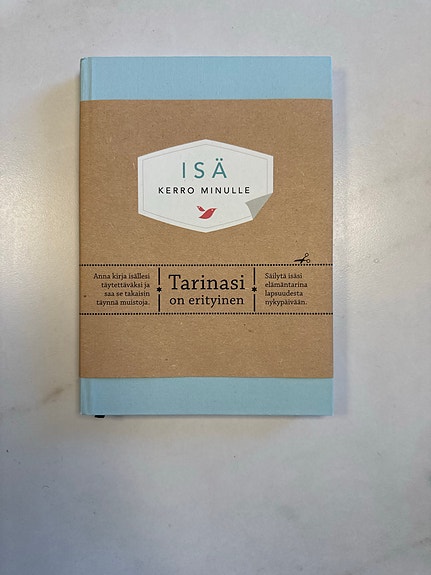 ISÄ
KERRO MINULLE
Anna kirja isällesi
täytettäväksi ja
saa se takaisin
täynnä muistoja.
Tarinasi
on erityinen
Säilytä isäsi
elämäntarina
lapsuudesta
nykypäivään.